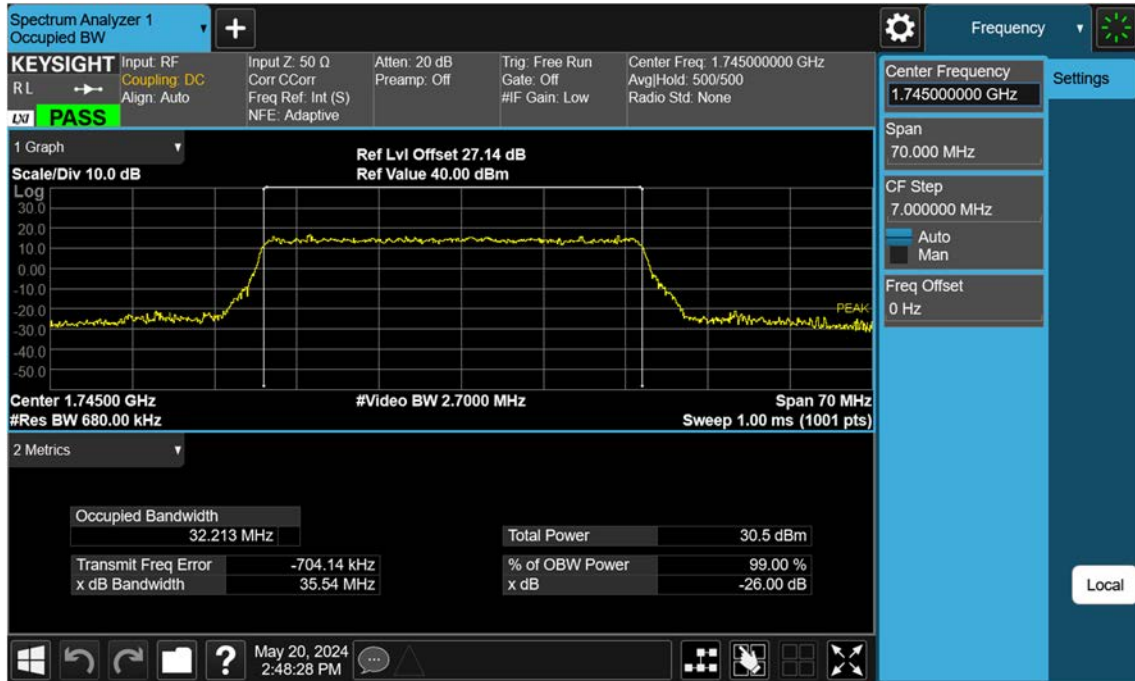 Spectrum Analyzer 1
Occupied BW
Frequency
KEYSIGHT
RL
LXI
PASS
Input: RF
Coupling: DC
Align: Auto
Input Z: 50 Ω
Corr CCorr
Freq Ref: Int (S)
NFE: Adaptive
Atten: 20 dB
Preamp: Off
Trig: Free Run
Gate: Off
#IF Gain: Low
Center Freq: 1.745000000 GHz
Avg|Hold: 500/500
Radio Std: None
Center Frequency
1.745000000 GHz
Settings
Span
70.000 MHz
CF Step
7.000000 MHz
Auto
Man
Freq Offset
0 Hz
Local
1 Graph
Scale/Div 10.0 dB
Ref Lvl Offset 27.14 dB
Ref Value 40.00 dBm
Log
30.0
20.0
10.0
0.00
-10.0
-20.0
-30.0
-40.0
-50.0
PEAK
Center 1.74500 GHz
#Res BW 680.00 kHz
#Video BW 2.7000 MHz
Span 70 MHz
Sweep 1.00 ms (1001 pts)
2 Metrics
Occupied Bandwidth
32.213 MHz
Total Power 30.5 dBm
Transmit Freq Error -704.14 kHz
% of OBW Power 99.00 %
x dB Bandwidth 35.54 MHz
x dB -26.00 dB
?
May 20, 2024
2:48:28 PM